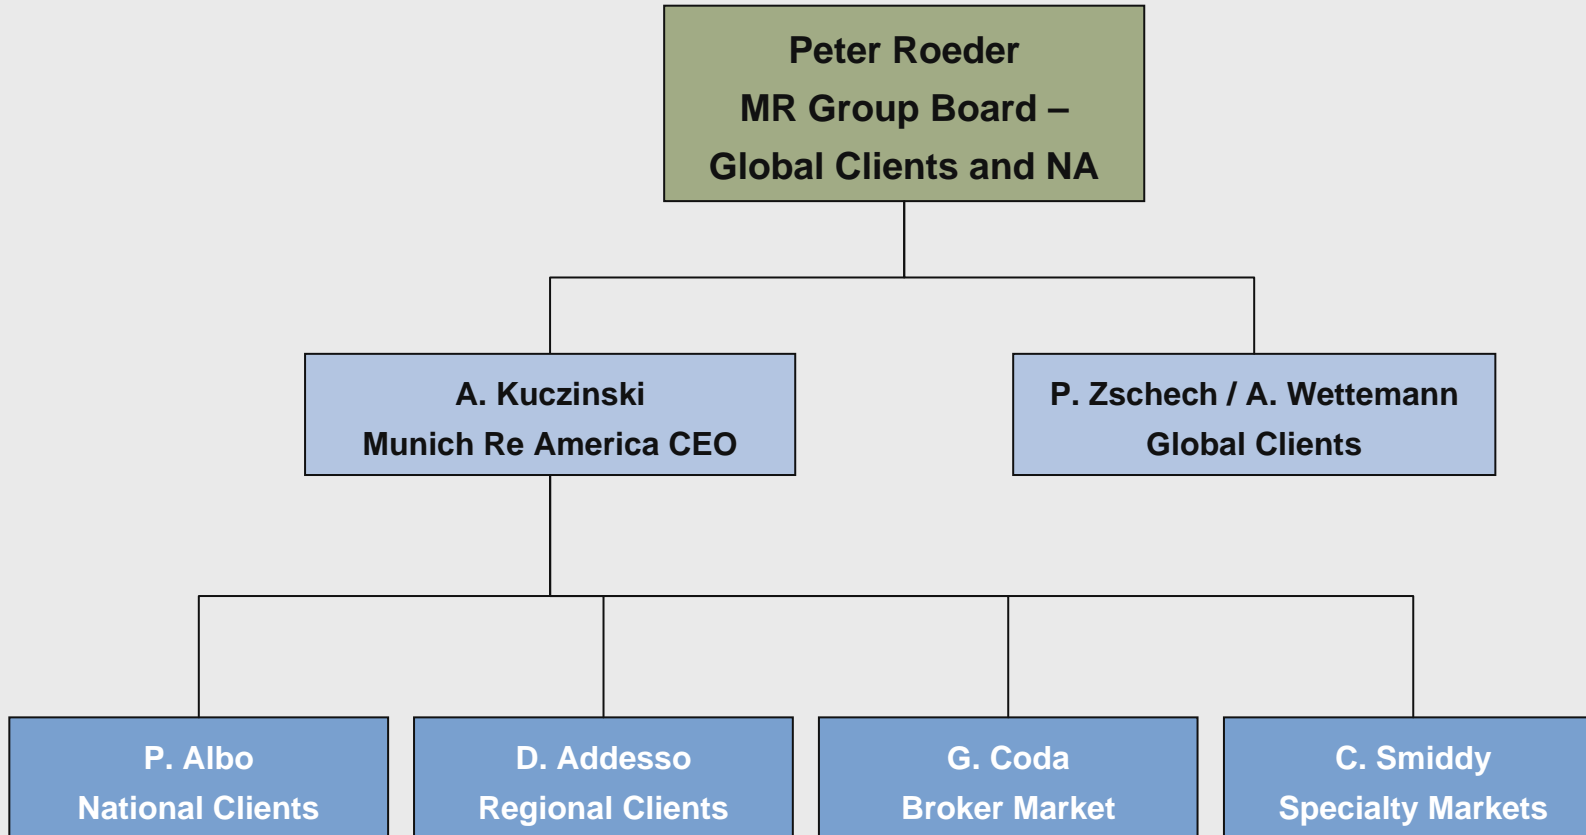 Peter Roeder
MR Group Board –
Global Clients and NA
A. Kuczinski
Munich Re America CEO
P. Zschech / A. Wettemann
Global Clients
P. Albo
National Clients
D. Addesso
Regional Clients
G. Coda
Broker Market
C. Smiddy
Specialty Markets